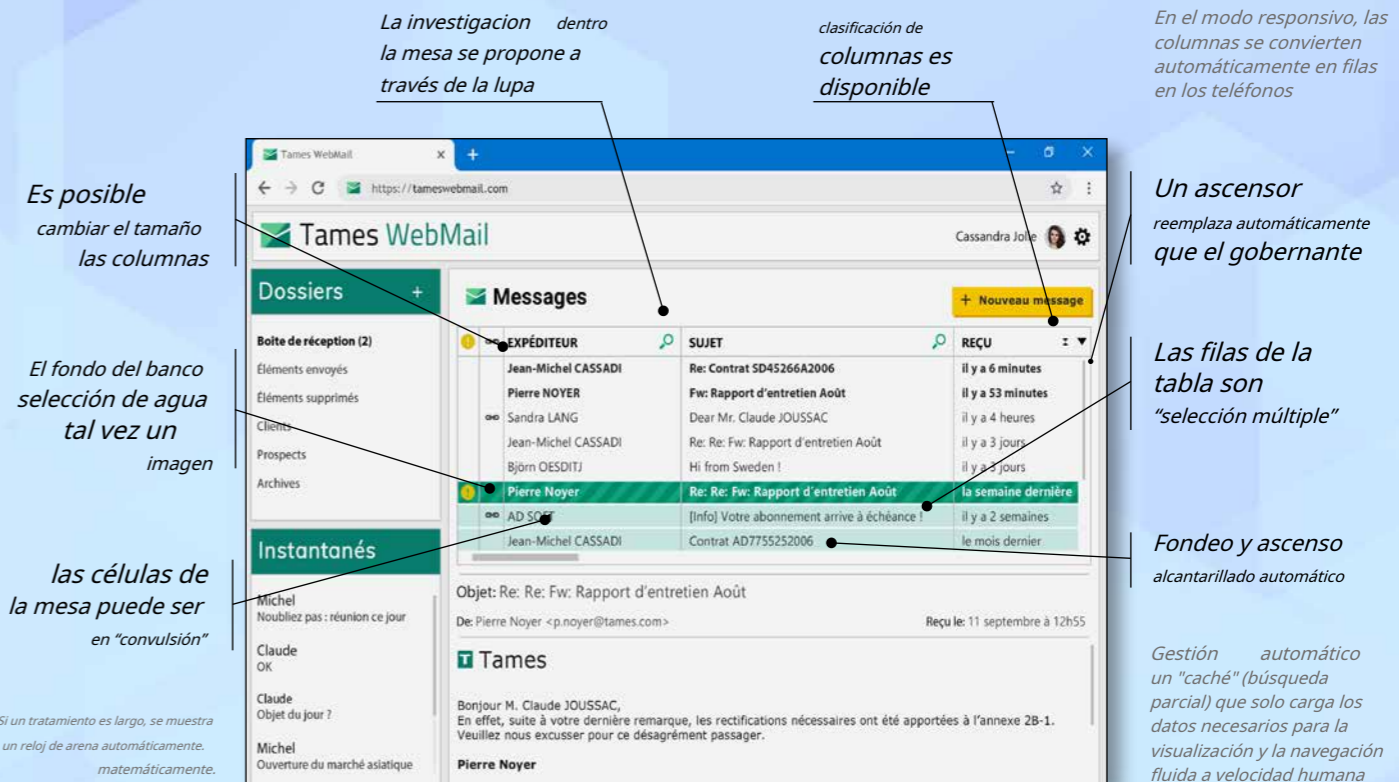 La investigacion dentro
la mesa se propone a
través de la lupa
clasificación de
columnas es
disponible
En el modo responsivo, las
columnas se convierten
automáticamente en filas
en los teléfonos
Es posible
cambiar el tamaño
las columnas
El fondo del banco
selección de agua
tal vez un
imagen
las células de
la mesa puede ser
en “convulsión”
Si un tratamiento es largo, se muestra
un reloj de arena automáticamente.
matemáticamente.
Tames WebMail
https://tameswebmail.com
Tames WebMail
Cassandra Jolie
Dossiers +
Boite de réception (2)
Éléments envoyés
Éléments supprimés
Clients
Prospects
Archives
Instantanés
Michel
Noubliez pas : réunion ce jour
Claude
OK
Claude
Objet du jour ?
Michel
Ouverture du marché asiatique
Messages
+ Nouveau message
EXPÉDITEUR SUJET REÇU
Jean-Michel CASSADI Re: Contrat SD45266A2006 il y a 6 minutes
Pierre NOYER Fw: Rapport d’entretien Août il y a 53 minutes
Sandra LANG Dear Mr. Claude JOUSSAC il y a 4 heures
Jean-Michel CASSADI Re: Re: Fw: Rapport d’entretien Août il y a 3 jours
Björn OESDITJ Hi from Sweden ! il y a 3 jours
Pierre Noyer Re: Re: Fw: Rapport d’entretien Août la semaine dernière
AD SOFT [Info] Votre abonnement arrive à échéance ! il y a 2 semaines
Jean-Michel CASSADI Contrat AD7755252006 le mois dernier
Objet: Re: Re: Fw: Rapport d’entretien Août
De: Pierre Noyer <p.noyer@tames.com> Reçu le: 11 septembre à 12h55
Tames
Bonjour M. Claude JOUSSAC,
En effet, suite à votre dernière remarque, les rectifications nécessaires ont été apportées à l’annexe 2B-1.
Veuillez nous excusser pour ce désagrément passager.
Pierre Noyer
Un ascensor
reemplaza automáticamente
que el gobernante
Las filas de la
tabla son
“selección múltiple”
Fondeo y ascenso
alcantarillado automático
Gestión automático
un "caché" (búsqueda
parcial) que solo carga los
datos necesarios para la
visualización y la navegación
fluida a velocidad humana